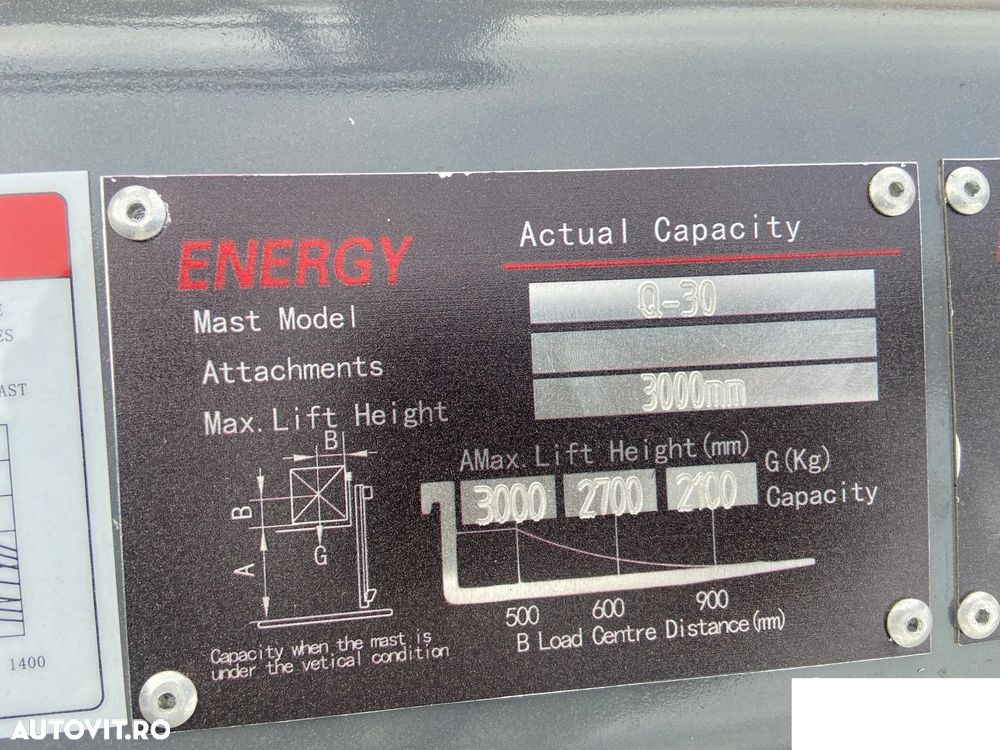 ENERGY
Actual Capacity
Mast Model
Q-30
Attachments
Max.Lift Height
3000mm
B
AMax.Lift Height(mm)
G(Kg)
3000 2700 2100
Capacity
B
A
G
500 600 900
B Load Centre Distance(mm)
Capacity when the mast is
under the vetical condition
E
ES
AST
1400
AUTOVIT.RO